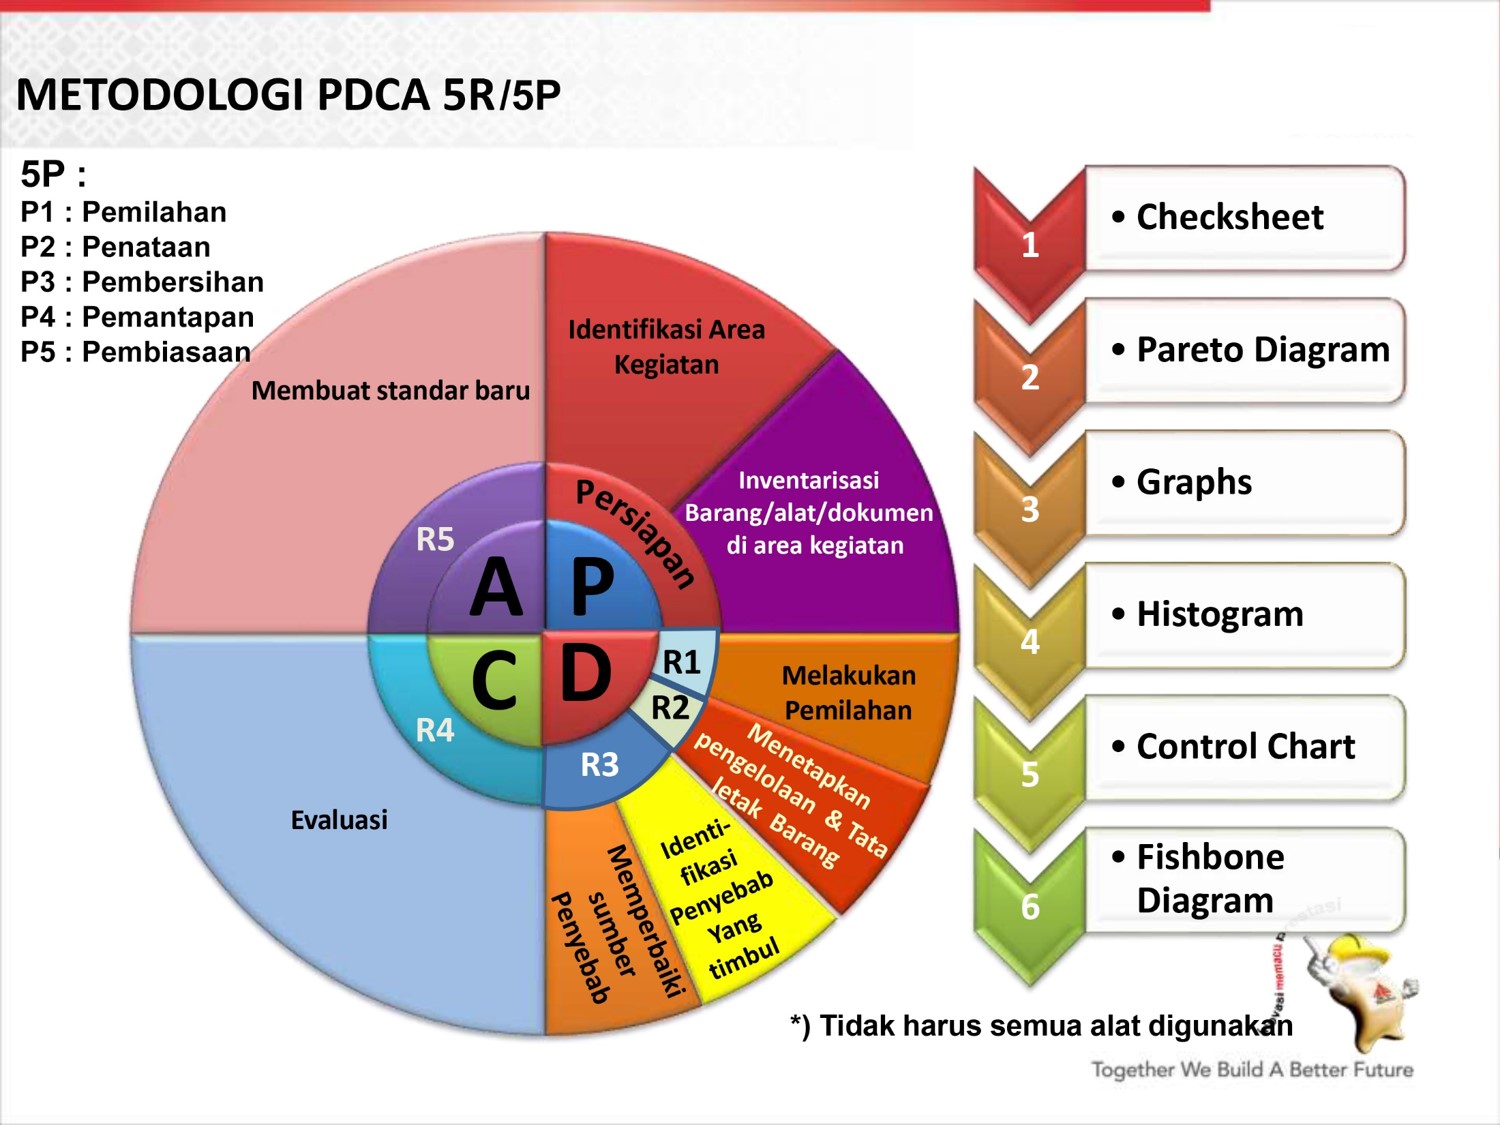 METODOLOGI PDCA 5R/5P
5P :
P1 : Pemilahan
P2 : Penataan
P3 : Pembersihan
P4 : Pemantapan
P5 : Pembiasaan
Membuat standar baru
Identifikasi Area
Kegiatan
Inventarisasi
Barang/alat/dokumen
di area kegiatan
Persiapan
R5
A
P
C
D
R1
R2
R3
R4
Melakukan
Pemilahan
Menetapkan
pengelolaan & Tata
letak Barang
Identi-
fikasi
Penyebab
Yang
timbul
Memperbaiki
sumber
Penyebab
Evaluasi
1
• Checksheet
2
• Pareto Diagram
3
• Graphs
4
• Histogram
5
• Control Chart
6
• Fishbone
Diagram
memacu
*) Tidak harus semua alat digunakan
Together We Build A Better Future